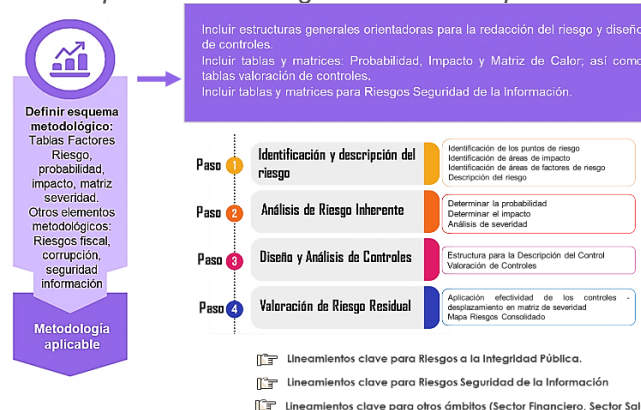 Incluir estructuras generales orientadoras para la redacción del riesgo y diseño
de controles.
Incluir tablas y matrices: Probabilidad, Impacto y Matriz de Calor; así como
tablas valoración de controles.
Incluir tablas y matrices para Riesgos Seguridad de la Información.
Definir esquema
metodológico:
Tablas Factores
Riesgo,
probabilidad,
impacto, matriz
severidad.
Otros elementos
metodológicos:
Riesgos fiscal,
corrupción,
seguridad
información
Metodología
aplicable
Paso 1
Identificación y descripción del
riesgo
Identificación de los puntos de riesgo
Identificación de áreas de impacto
Identificación de áreas de factores de riesgo
Descripción del riesgo
Paso 2
Análisis de Riesgo Inherente
Determinar la probabilidad
Determinar el impacto
Análisis de severidad
Paso 3
Diseño y Análisis de Controles
Estructura para la Descripción del Control
Valoración de Controles
Paso 4
Valoración de Riesgo Residual
Aplicación efectividad de los controles -
desplazamiento en matriz de severidad
Mapa Riesgos Consolidado
Lineamientos clave para Riesgos a la Integridad Pública.
Lineamientos clave para Riesgos Seguridad de la Información
Lineamientos clave para otros ámbitos (Sector Financiero, Sector Sal